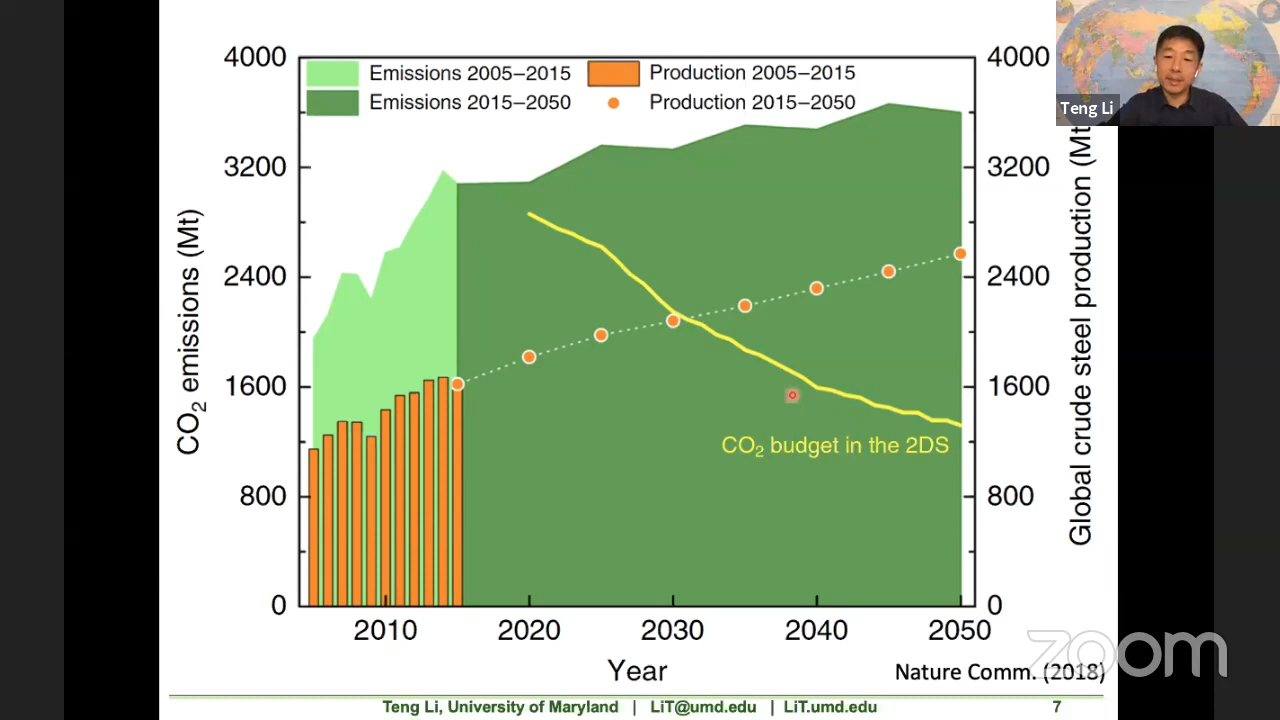 4000
3200
2400
1600
800
0
CO2 emissions (Mt)
Emissions 2005–2015
Emissions 2015–2050
Production 2005–2015
Production 2015–2050
CO2 budget in the 2DS
4000
3200
2400
1600
800
0
Global crude steel production (Mt
2010
2020
2030
2040
2050
Year
Teng Li
Nature Comm. (2018)
zoom
Teng Li, University of Maryland | LiT@umd.edu | LiT.umd.edu
7